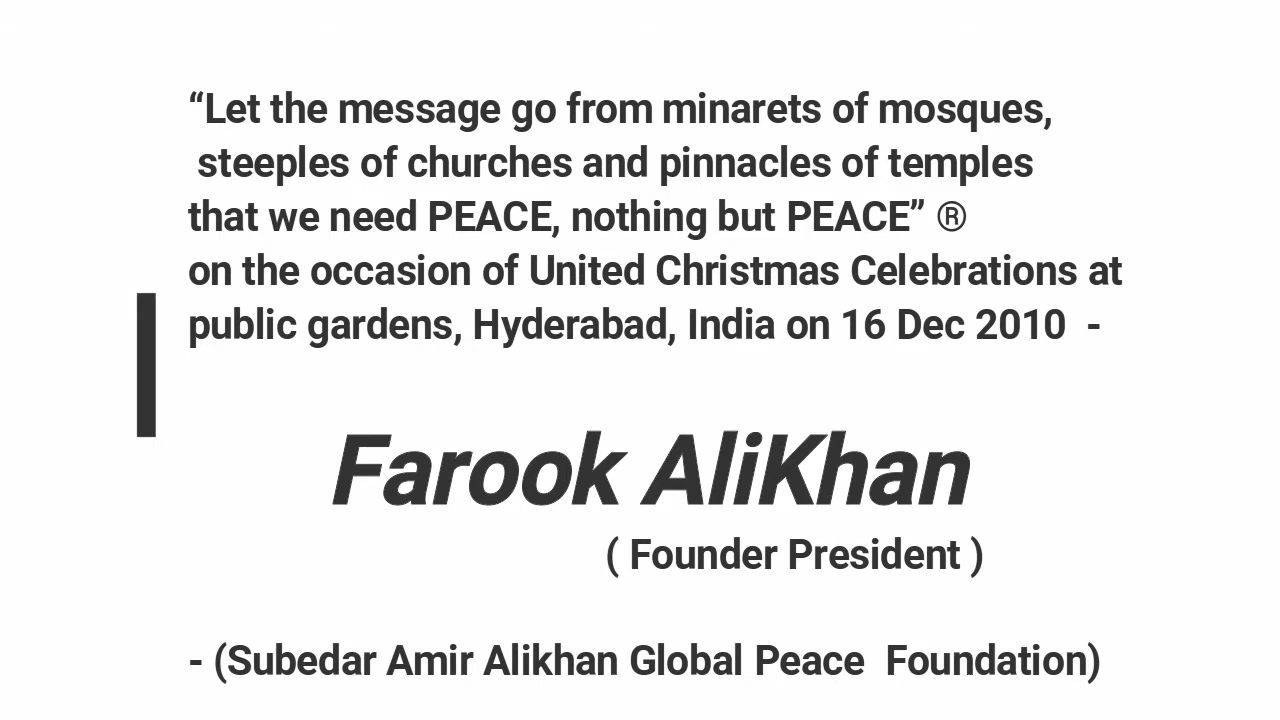 “Let the message go from minarets of mosques,
steeples of churches and pinnacles of temples
that we need PEACE, nothing but PEACE” ®
on the occasion of United Christmas Celebrations at
public gardens, Hyderabad, India on 16 Dec 2010 -
Farook AliKhan
( Founder President )
- (Subedar Amir Alikhan Global Peace Foundation)